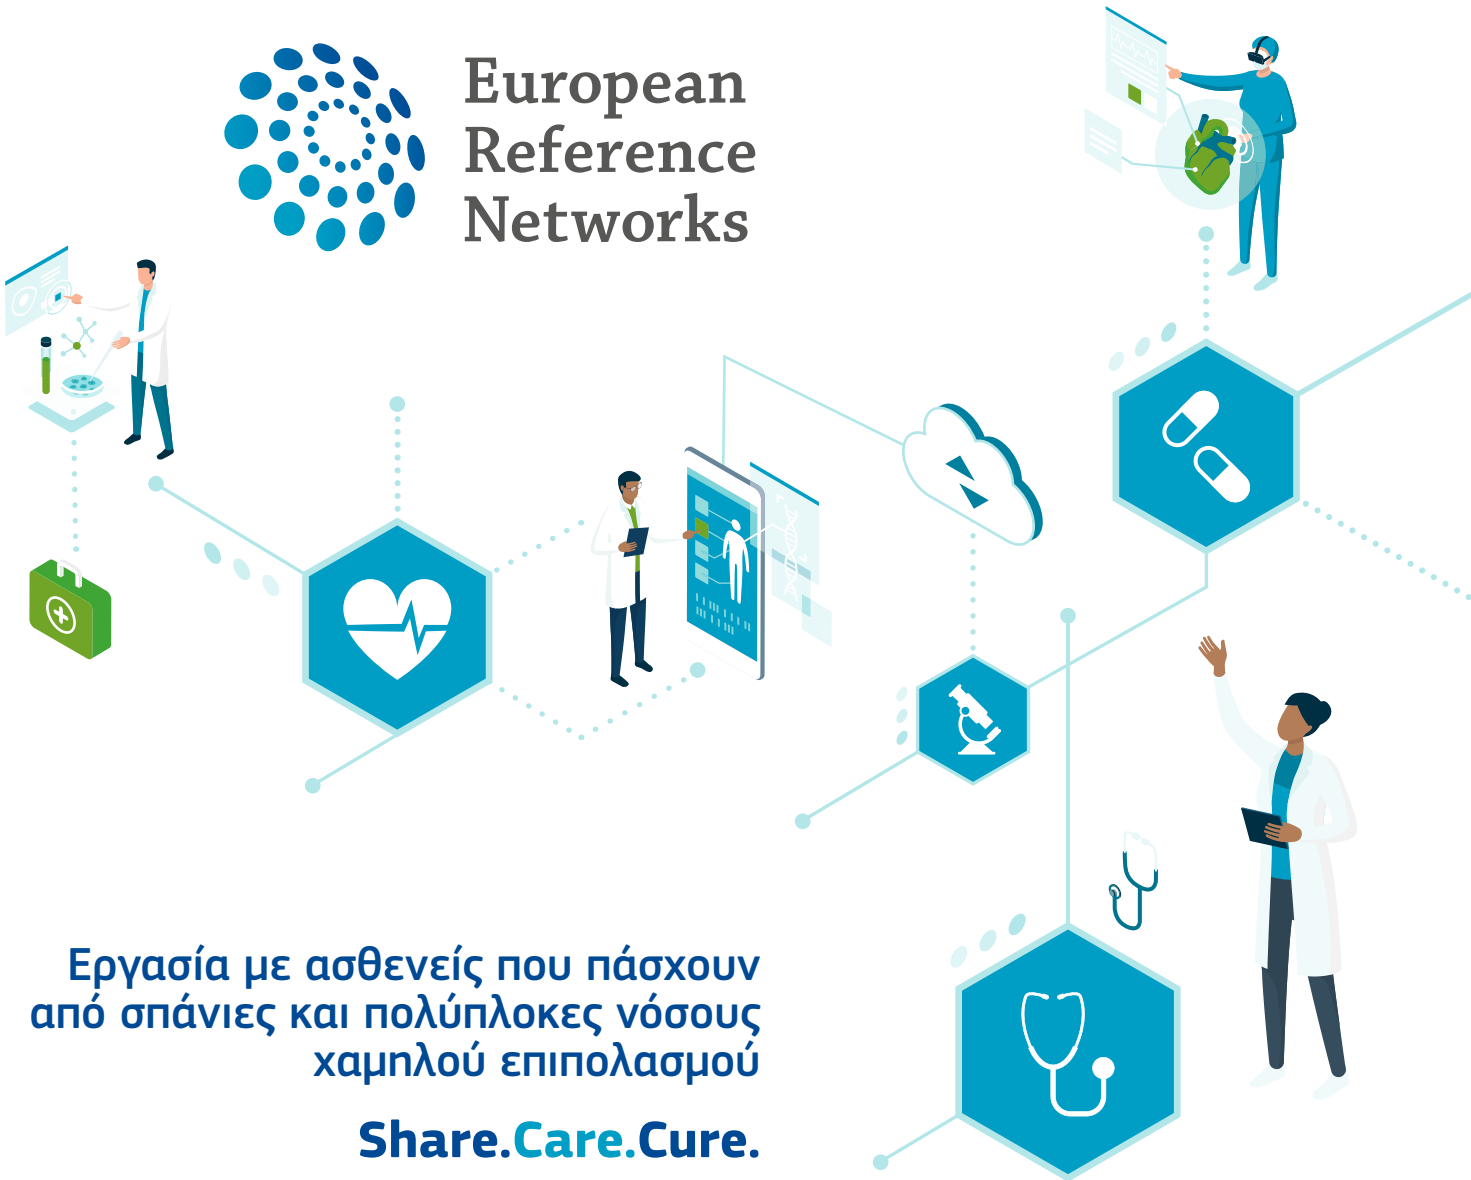 European
Reference
Networks
Εργασία με ασθενείς που πάσχουν
από σπάνιες και πολύπλοκες νόσους
χαμηλού επιπολασμού
Share.Care.Cure.